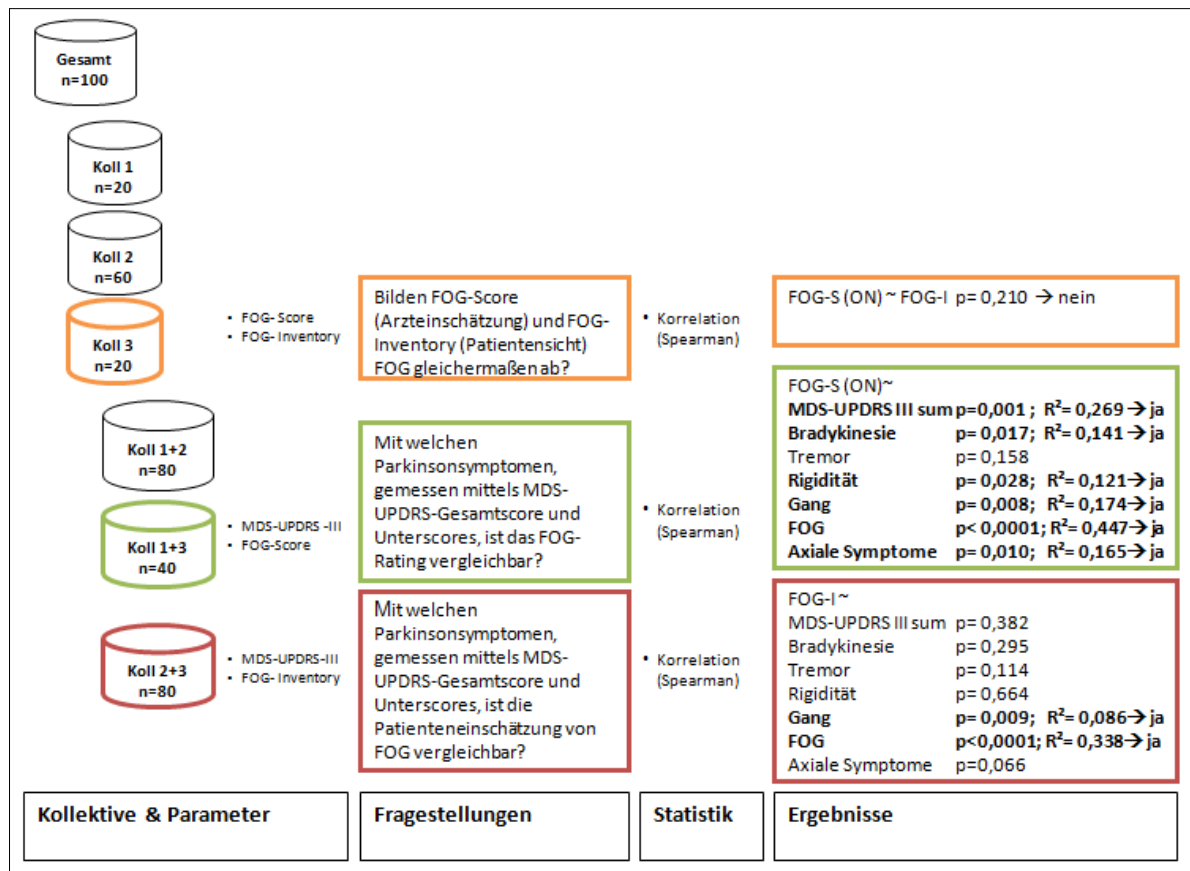 Gesamt
n=100
Koll 1
n=20
Koll 2
n=60
Koll 3
n=20
• FOG- Score
• FOG- Inventory
Bilden FOG-Score
(Arzteinschätzung) und FOG-
Inventory (Patientensicht)
FOG gleichermaßen ab?
• Korrelation
(Spearman)
FOG-S (ON) ~ FOG-I p= 0,210 → nein
Koll 1+2
n=80
Koll 1+3
n=40
• MDS-UPDRS -III
• FOG-Score
Mit welchen
Parkinsonsymptomen,
gemessen mittels MDS-
UPDRS-Gesamtscore und
Unterscores, ist das FOG-
Rating vergleichbar?
• Korrelation
(Spearman)
FOG-S (ON)~
MDS-UPDRS III sum p=0,001 ; R²= 0,269 → ja
Bradykinesie p= 0,017; R²= 0,141 → ja
Tremor p= 0,158
Rigidität p= 0,028; R²= 0,121→ ja
Gang p= 0,008; R²= 0,174 → ja
FOG p< 0,0001; R²= 0,447→ ja
Axiale Symptome p= 0,010; R²= 0,165→ ja
Koll 2+3
n=80
• MDS-UPDRS-III
• FOG- Inventory
Mit welchen
Parkinsonsymptomen,
gemessen mittels MDS-
UPDRS-Gesamtscore und
Unterscores, ist die
Patienteneinschätzung von
FOG vergleichbar?
• Korrelation
(Spearman)
FOG-I ~
MDS-UPDRS III sum p= 0,382
Bradykinesie p= 0,295
Tremor p= 0,114
Rigidität p= 0,664
Gang p= 0,009; R²= 0,086→ ja
FOG p<0,0001; R²= 0,338→ ja
Axiale Symptome p=0,066
Kollektive & Parameter
Fragestellungen
Statistik
Ergebnisse